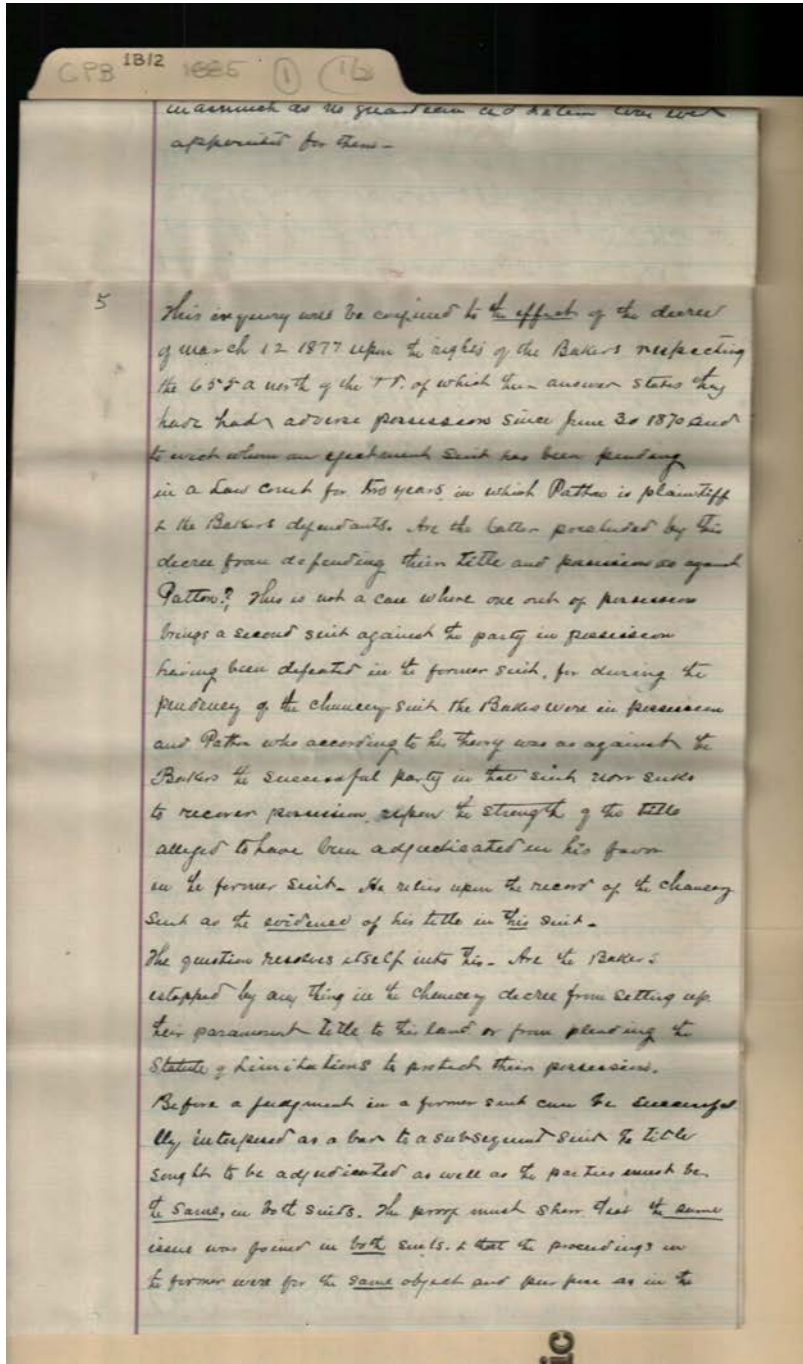 GPB 1B/2 1885 ① (1b)
inasmuch as no guardian ad litem was ever
appointed for them -
5
This inquiry will be confined to the effect of the decree
of March 12 1877 upon the rights of the Bakers respecting
the 655 a north of the T P. of which their answer states they
have had adverse possession since June 30 1870 and
to whom an ejectment suit has been pending
in a Law court for two years, in which Patton is plaintiff
& the Bakers defendants. Are the latter precluded by this
decree from defending their title and possession as against
Patton? This is not a case where one out of possession
brings a second suit against the party in possession
having been defeated in the former suit, for during the
pendency of the chancery suit the Bakers were in possession
and Patton who according to his theory was as against the
Bakers the successful party in that suit now seeks
to recover possession, upon the strength of the title
alleged to have been adjudicated in his favor
in the former suit - He relies upon the record of the chancery
suit as the evidence of his title in this suit -
The question resolves itself into this - Are the Bakers
estopped by any thing in the chancery decree from setting up
their paramount title to this land or from pleading the
Statute of Limitations to protect their possession.
Before a judgment in a former suit can be successful
lly interposed as a bar to a subsequent suit the title
sought to be adjudicated as well as the parties must be
the same, in both suits. The proof must show that the same
issue was joined in both suits. & that the proceedings in
the former were for the same object and purpose as in the
ic